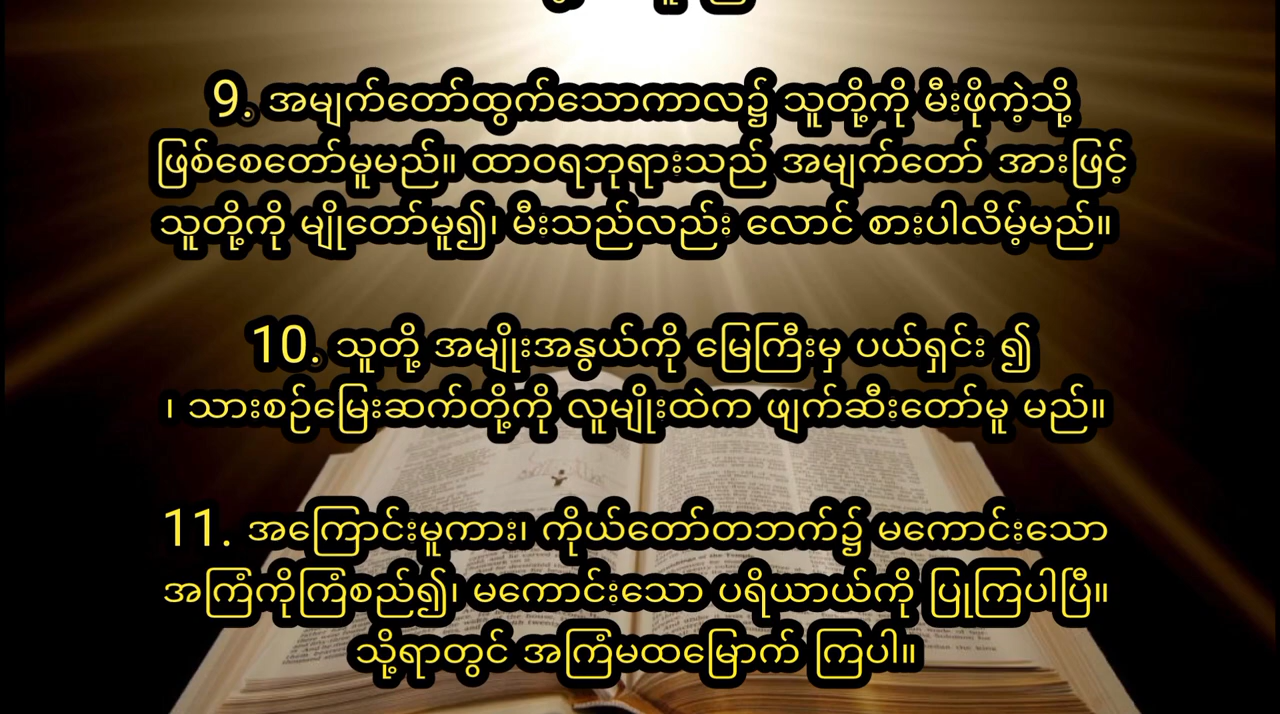 9. အမျက်တော်ထွက်သောကာလ၌ သူတို့ကို မီးဖိုကဲ့သို့
ဖြစ်စေတော်မူမည်။ ထာဝရဘုရားသည် အမျက်တော် အားဖြင့်
သူတို့ကို မျိုတော်မူ၍၊ မီးသည်လည်း လောင် စားပါလိမ့်မည်။
10. သူတို့ အမျိုးအနွယ်ကို မြေကြီးမှ ပယ်ရှင်း ၍
၊ သားစဉ်မြေးဆက်တို့ကို လူမျိုးထဲက ဖျက်ဆီးတော်မူ မည်။
11. အကြောင်းမူကား၊ ကိုယ်တော်တဘက်၌ မကောင်းသော
အကြံကိုကြံစည်၍၊ မကောင်းသော ပရိယာယ်ကို ပြုကြပါပြီ။
သို့ရာတွင် အကြံမထမြောက် ကြပါ။